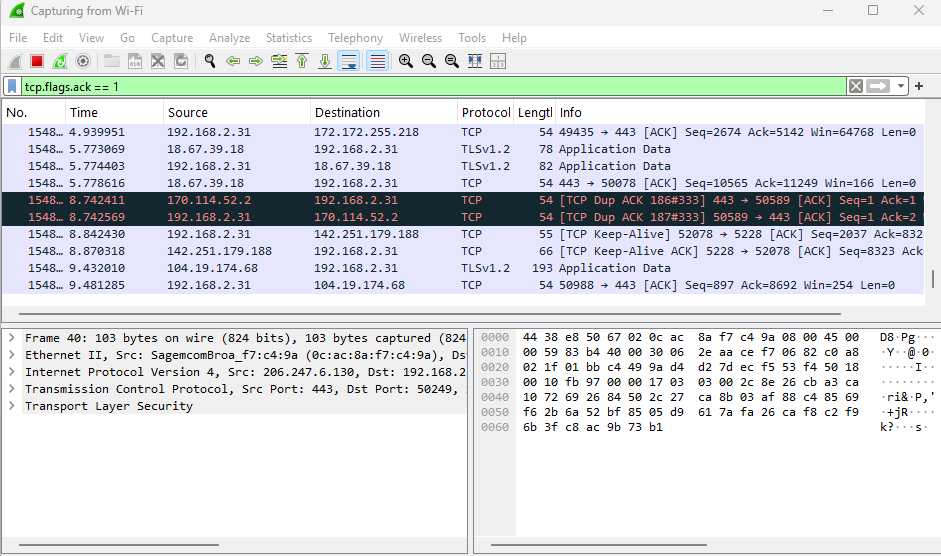 Capturing from Wi-Fi
File Edit View Go Capture Analyze Statistics Telephony Wireless Tools Help
tcp.flags.ack == 1
No. Time Source Destination Protocol Lengtl Info
1548… 4.939951 192.168.2.31 172.172.255.218 TCP 54 49435 → 443 [ACK] Seq=2674 Ack=5142 Win=64768 Len=0
1548… 5.773069 18.67.39.18 192.168.2.31 TLSv1.2 78 Application Data
1548… 5.774403 192.168.2.31 18.67.39.18 TLSv1.2 82 Application Data
1548… 5.778616 18.67.39.18 192.168.2.31 TCP 54 443 → 50078 [ACK] Seq=10565 Ack=11249 Win=166 Len=0
1548… 8.742411 170.114.52.2 192.168.2.31 TCP 54 [TCP Dup ACK 186#333] 443 → 50589 [ACK] Seq=1 Ack=1
1548… 8.742569 192.168.2.31 170.114.52.2 TCP 54 [TCP Dup ACK 187#333] 50589 → 443 [ACK] Seq=1 Ack=2
1548… 8.842430 192.168.2.31 142.251.179.188 TCP 55 [TCP Keep-Alive] 52078 → 5228 [ACK] Seq=2037 Ack=832
1548… 8.870318 142.251.179.188 192.168.2.31 TCP 66 [TCP Keep-Alive ACK] 5228 → 52078 [ACK] Seq=8323 Ack
1548… 9.432010 104.19.174.68 192.168.2.31 TLSv1.2 193 Application Data
1548… 9.481285 192.168.2.31 104.19.174.68 TCP 54 50988 → 443 [ACK] Seq=897 Ack=8692 Win=254 Len=0
Frame 40: 103 bytes on wire (824 bits), 103 bytes captured (824
Ethernet II, Src: SagemcomBroa_f7:c4:9a (0c:ac:8a:f7:c4:9a), Ds
Internet Protocol Version 4, Src: 206.247.6.130, Dst: 192.168.2
Transmission Control Protocol, Src Port: 443, Dst Port: 50249,
Transport Layer Security
0000 44 38 e8 50 67 02 0c ac 8a f7 c4 9a 08 00 45 00 D8·Pg···
0010 00 59 83 b4 40 00 30 06 2e aa ce f7 06 82 c0 a8 ·Y··@·0·
0020 02 1f 01 bb c4 49 9a d4 d2 7d ec f5 53 f4 50 18 ·····I··
0030 00 10 fb 97 00 00 17 03 03 00 2c 8e 26 cb a3 ca ········
0040 10 72 69 26 84 50 2c 27 ca 8b 03 af 88 c4 85 69 ·ri&·P,'
0050 f6 2b 6a 52 bf 85 05 d9 61 7a fa 26 ca f8 c2 f9 ·+jR····
0060 6b 3f c8 ac 9b 73 b1 k?···s·